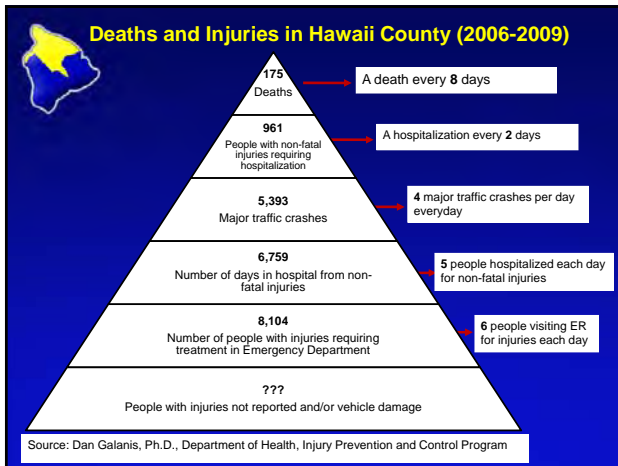 Deaths and Injuries in Hawaii County (2006-2009)
175
Deaths
A death every 8 days
961
People with non-fatal
injuries requiring
hospitalization
A hospitalization every 2 days
5,393
Major traffic crashes
4 major traffic crashes per day
everyday
6,759
Number of days in hospital from non-
fatal injuries
5 people hospitalized each day
for non-fatal injuries
8,104
Number of people with injuries requiring
treatment in Emergency Department
6 people visiting ER
for injuries each day
???
People with injuries not reported and/or vehicle damage
Source: Dan Galanis, Ph.D., Department of Health, Injury Prevention and Control Program